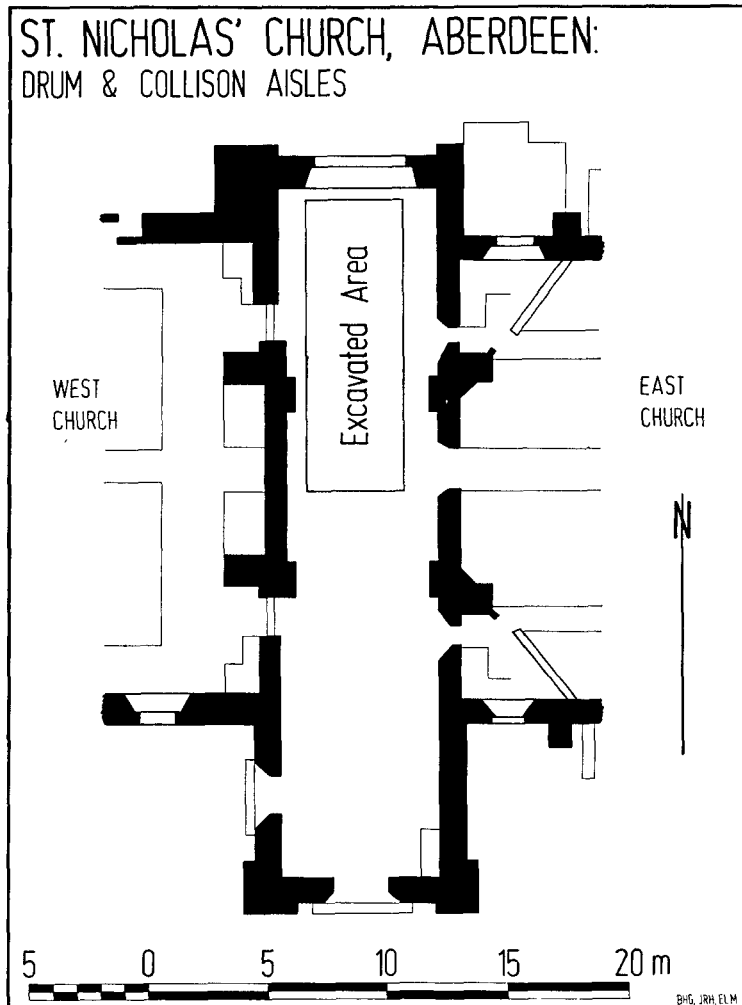 ST. NICHOLAS' CHURCH, ABERDEEN:
DRUM & COLLISON AISLES
Excavated Area
WEST
CHURCH
EAST
CHURCH
N
5 0 5 10 15 20 m
BHG, JRH, ELM